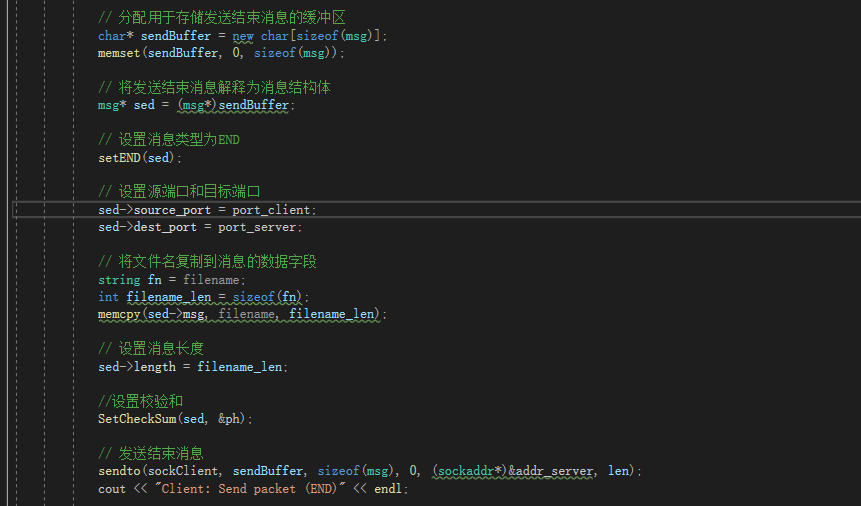 // 分配用于存储发送结束消息的缓冲区
char* sendBuffer = new char[sizeof(msg)];
memset(sendBuffer, 0, sizeof(msg));
// 将发送结束消息解释为消息结构体
msg* sed = (msg*)sendBuffer;
// 设置消息类型为END
setEND(sed);
// 设置源端口和目标端口
sed->source_port = port_client;
sed->dest_port = port_server;
// 将文件名复制到消息的数据字段
string fn = filename;
int filename_len = sizeof(fn);
memcpy(sed->msg, filename, filename_len);
// 设置消息长度
sed->length = filename_len;
//设置校验和
SetCheckSum(sed, &ph);
// 发送结束消息
sendto(sockClient, sendBuffer, sizeof(msg), 0, (sockaddr*)&addr_server, len);
cout << "Client: Send packet (END)" << endl;